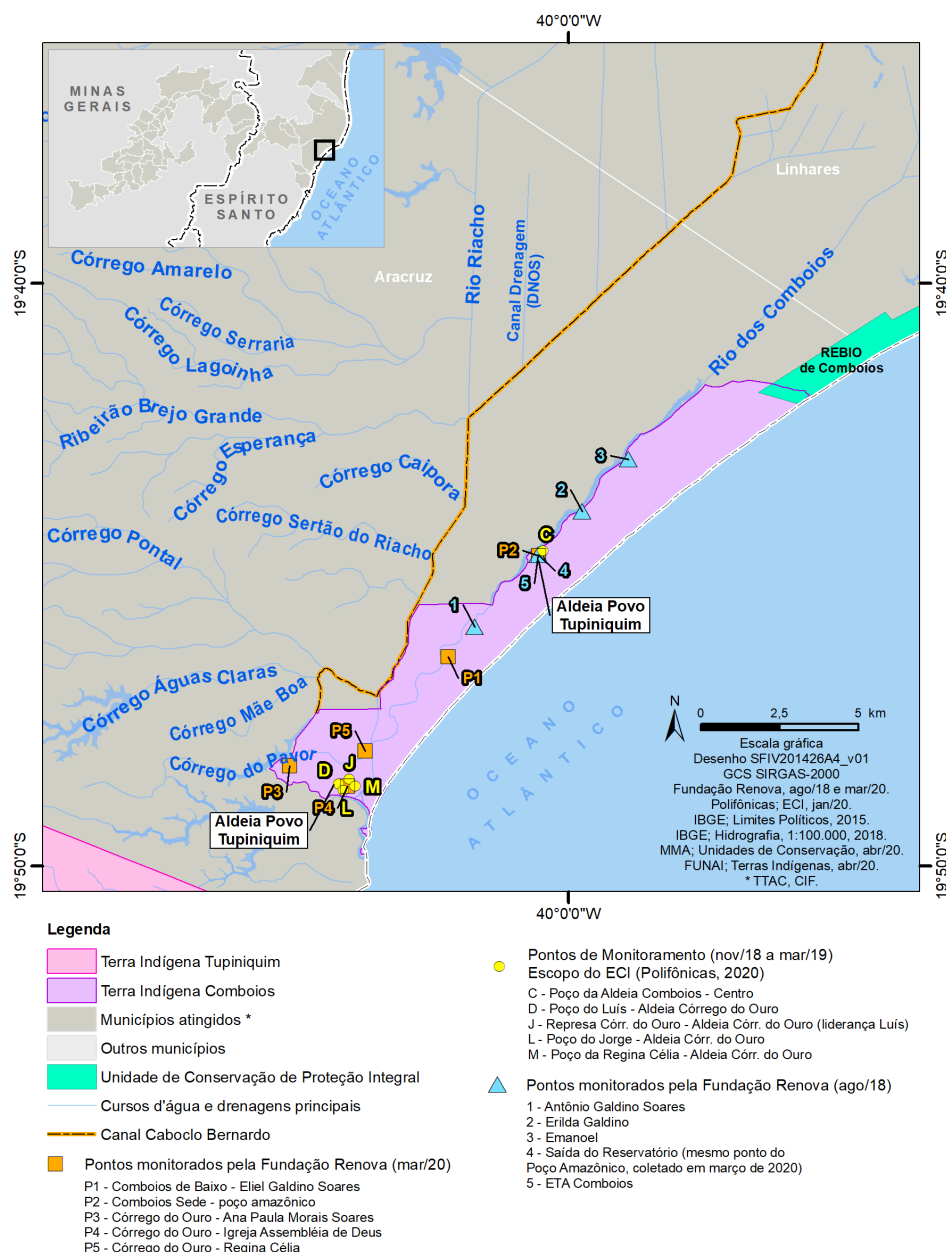 40°0'0"W
MINAS
GERAIS
ESPÍRITO
SANTO
OCEANO
ATLÂNTICO
Linhares
Córrego Amarelo
Aracruz
Rio Riacho
Canal Drenagem
(DNOS)
Rio dos Comboios
19°40'0"S
19°40'0"S
Córrego Serraria
Córrego Lagoinha
REBIO
de Comboios
Ribeirão Brejo Grande
Córrego Esperança
Córrego Caipora
3
2
Córrego Sertão do Riacho
Córrego Pontal
C
P2
4
5
Aldeia Povo
Tupiniquim
1
P1
Córrego Águas Claras
Córrego Mãe Boa
P5
Córrego do Pavor
J
D
M
P3
P4
L
Aldeia Povo
Tupiniquim
OCEANO
ATLÂNTICO
N
0 2,5 5 km
Escala gráfica
Desenho SFIV201426A4_v01
GCS SIRGAS-2000
Fundação Renova, ago/18 e mar/20.
Polifônicas; ECI, jan/20.
IBGE; Limites Políticos, 2015.
IBGE; Hidrografia, 1:100.000, 2018.
MMA; Unidades de Conservação, abr/20.
FUNAI; Terras Indígenas, abr/20.
* TTAC, CIF.
19°50'0"S
19°50'0"S
40°0'0"W
Legenda
Terra Indígena Tupiniquim
Terra Indígena Comboios
Municípios atingidos *
Outros municípios
Unidade de Conservação de Proteção Integral
Cursos d'água e drenagens principais
Canal Caboclo Bernardo
Pontos monitorados pela Fundação Renova (mar/20)
P1 - Comboios de Baixo - Eliel Galdino Soares
P2 - Comboios Sede - poço amazônico
P3 - Córrego do Ouro - Ana Paula Morais Soares
P4 - Córrego do Ouro - Igreja Assembléia de Deus
P5 - Córrego do Ouro - Regina Célia
Pontos de Monitoramento (nov/18 a mar/19)
Escopo do ECI (Polifônicas, 2020)
C - Poço da Aldeia Comboios - Centro
D - Poço do Luís - Aldeia Córrego do Ouro
J - Represa Córr. do Ouro - Aldeia Córr. do Ouro (liderança Luís)
L - Poço do Jorge - Aldeia Córr. do Ouro
M - Poço da Regina Célia - Aldeia Córr. do Ouro
Pontos monitorados pela Fundação Renova (ago/18)
1 - Antônio Galdino Soares
2 - Erilda Galdino
3 - Emanoel
4 - Saída do Reservatório (mesmo ponto do
Poço Amazônico, coletado em março de 2020)
5 - ETA Comboios